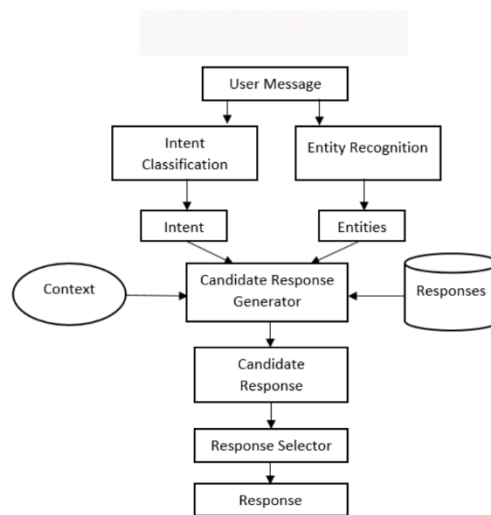 User Message
Intent
Classification
Entity Recognition
Intent
Entities
Context
Candidate Response
Generator
Responses
Candidate
Response
Response Selector
Response